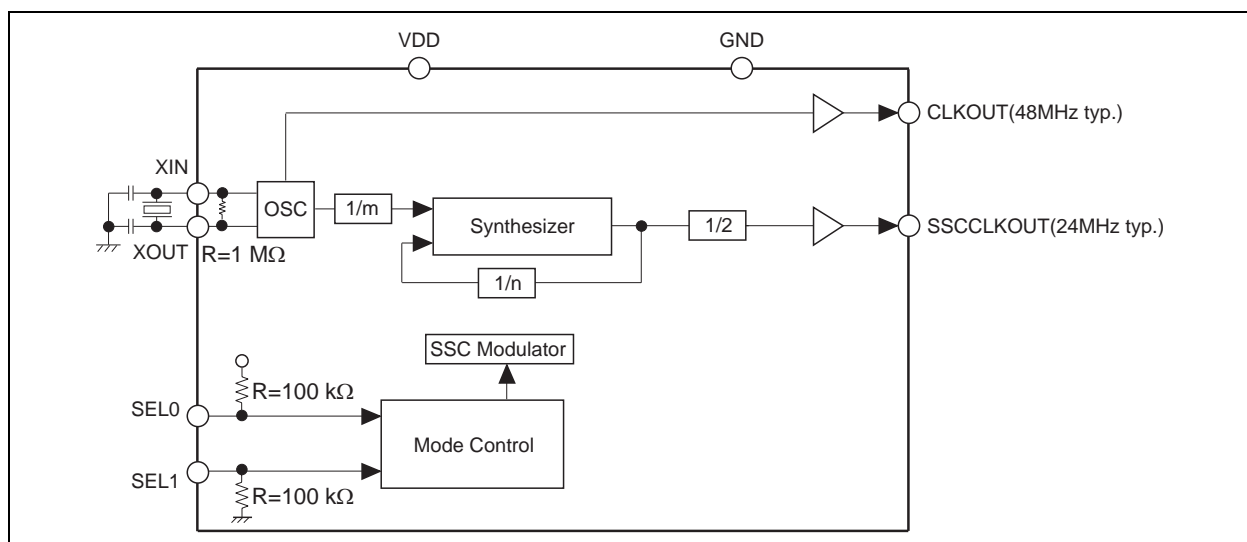 VDD
GND
CLKOUT(48MHz typ.)
XIN
OSC
1/m
Synthesizer
1/2
SSCCLKOUT(24MHz typ.)
XOUT
R=1 MΩ
1/n
SSC Modulator
R=100 kΩ
SEL0
Mode Control
SEL1
R=100 kΩ